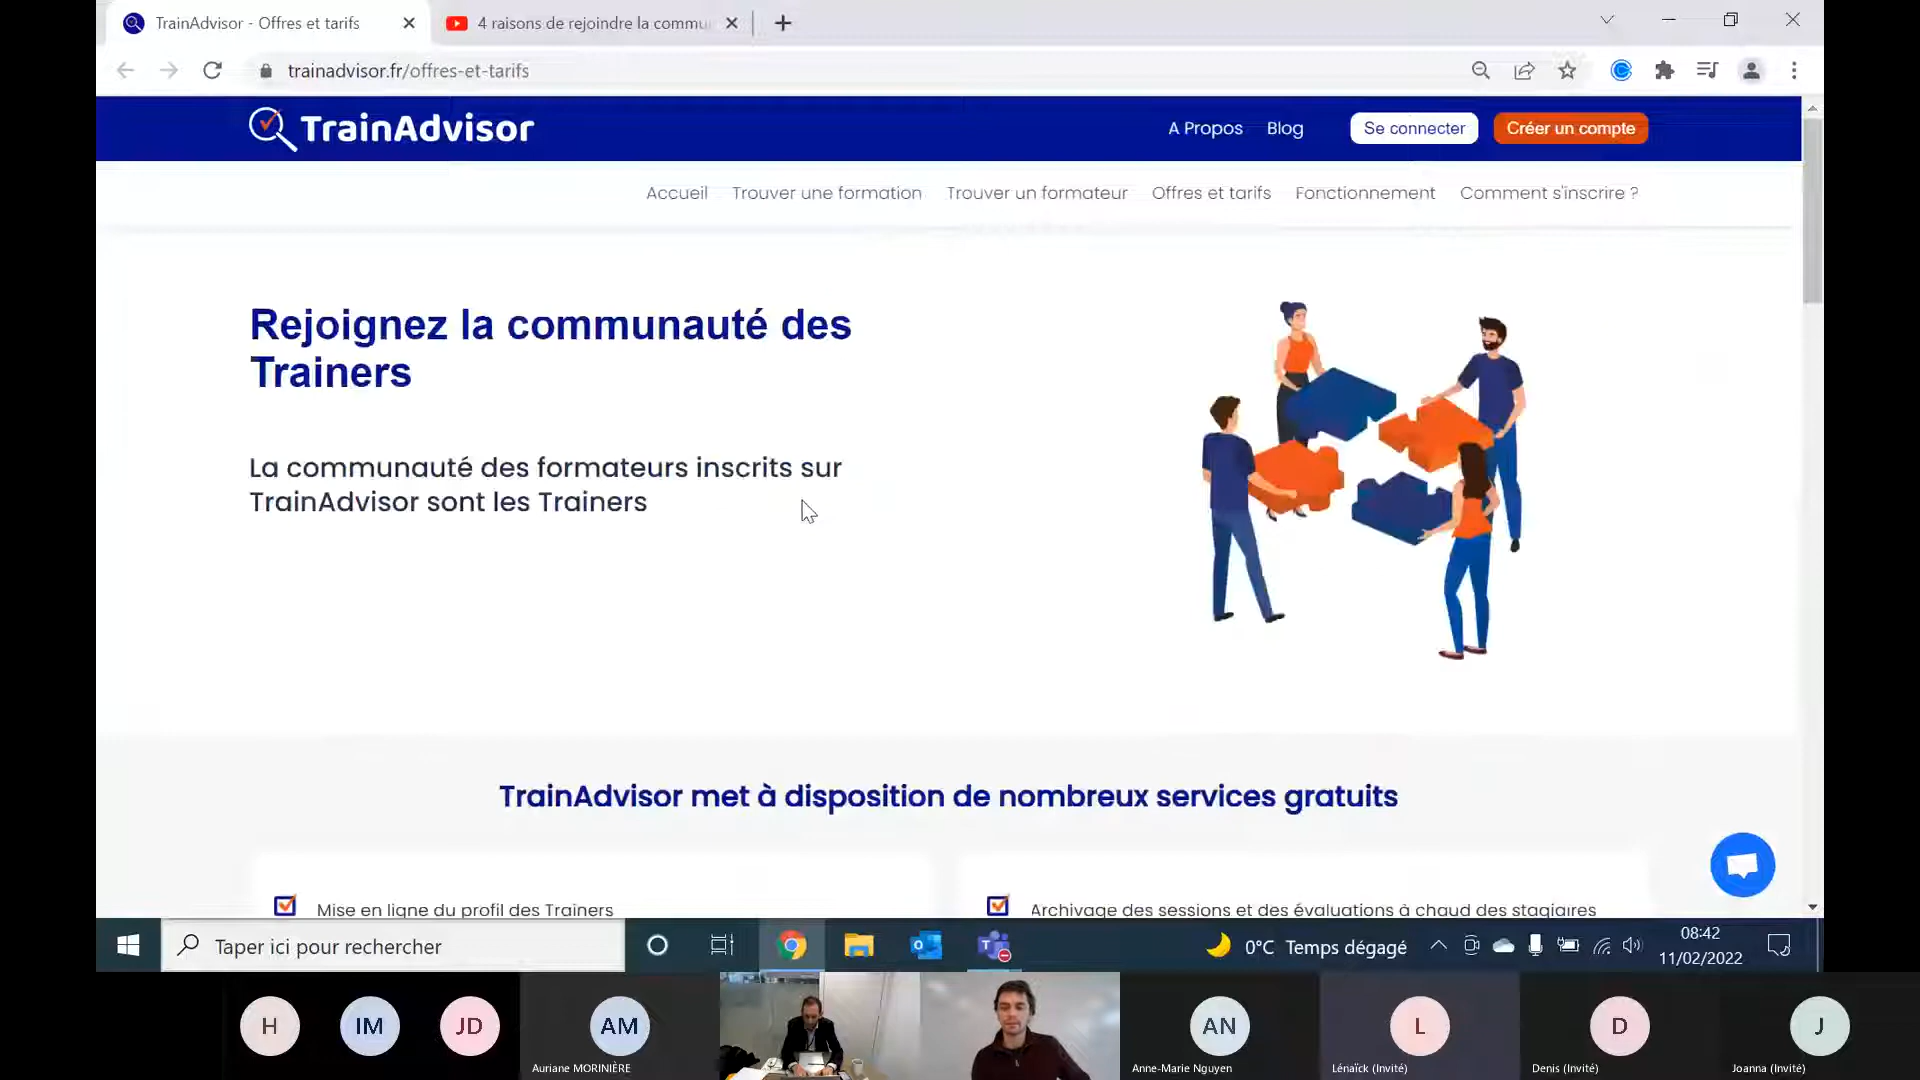 TrainAdvisor - Offres et tarifs
4 raisons de rejoindre la commu
trainadvisor.fr/offres-et-tarifs
TrainAdvisor
A Propos
Blog
Se connecter
Créer un compte
Accueil
Trouver une formation
Trouver un formateur
Offres et tarifs
Fonctionnement
Comment s'inscrire ?
Rejoignez la communauté des
Trainers
La communauté des formateurs inscrits sur
TrainAdvisor sont les Trainers
TrainAdvisor met à disposition de nombreux services gratuits
Mise en ligne du profil des Trainers
Archivage des sessions et des évaluations à chaud des stagiaires
Taper ici pour rechercher
0°C Temps dégagé
08:42
11/02/2022
H
IM
JD
AM
AN
L
D
J
Auriane MORINIÈRE
Anne-Marie Nguyen
Lénaïck (Invité)
Denis (Invité)
Joanna (Invité)